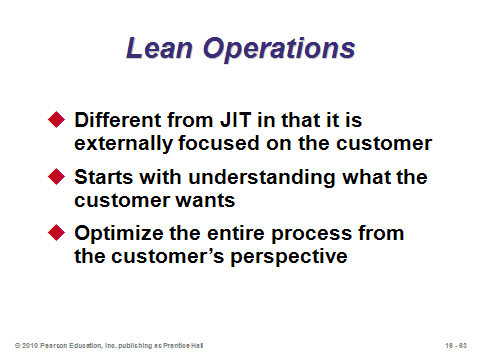 Lean Operations
Different from JIT in that it is
externally focused on the customer
Starts with understanding what the
customer wants
Optimize the entire process from
the customer's perspective
© 2010 Pearson Education, Inc. publishing as Prentice Hall
16 - 63